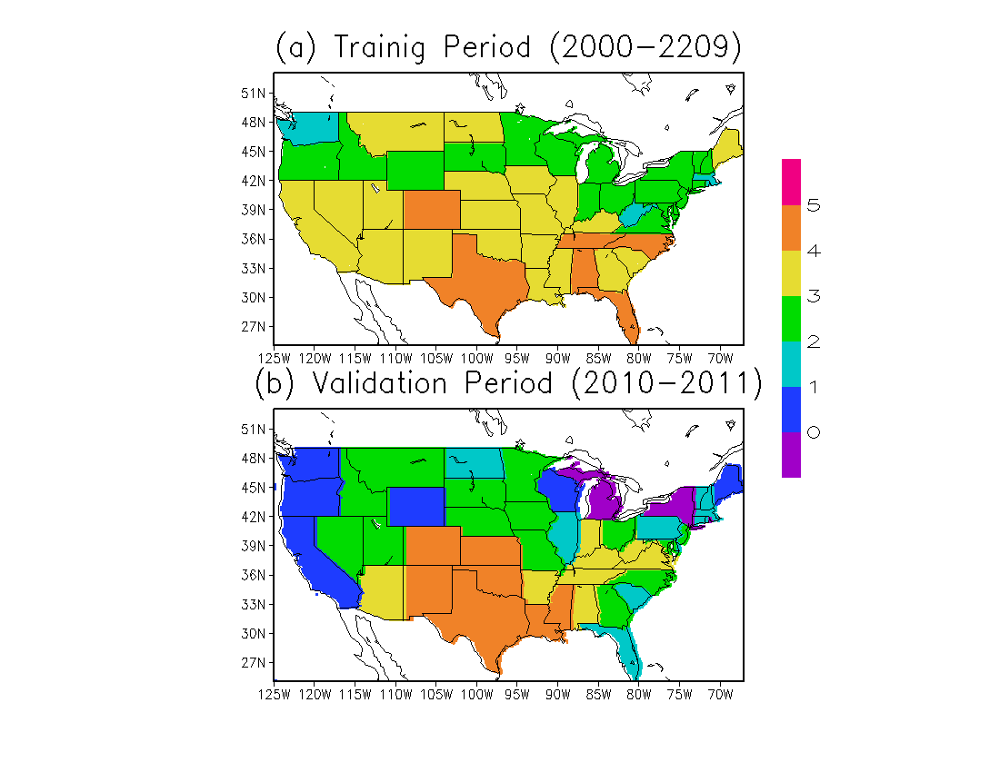 (a) Trainig Period (2000-2209)
51N
48N
45N
42N
39N
36N
33N
30N
27N
125W 120W 115W 110W 105W 100W 95W 90W 85W 80W 75W 70W
(b) Validation Period (2010-2011)
51N
48N
45N
42N
39N
36N
33N
30N
27N
125W 120W 115W 110W 105W 100W 95W 90W 85W 80W 75W 70W
5
4
3
2
1
0